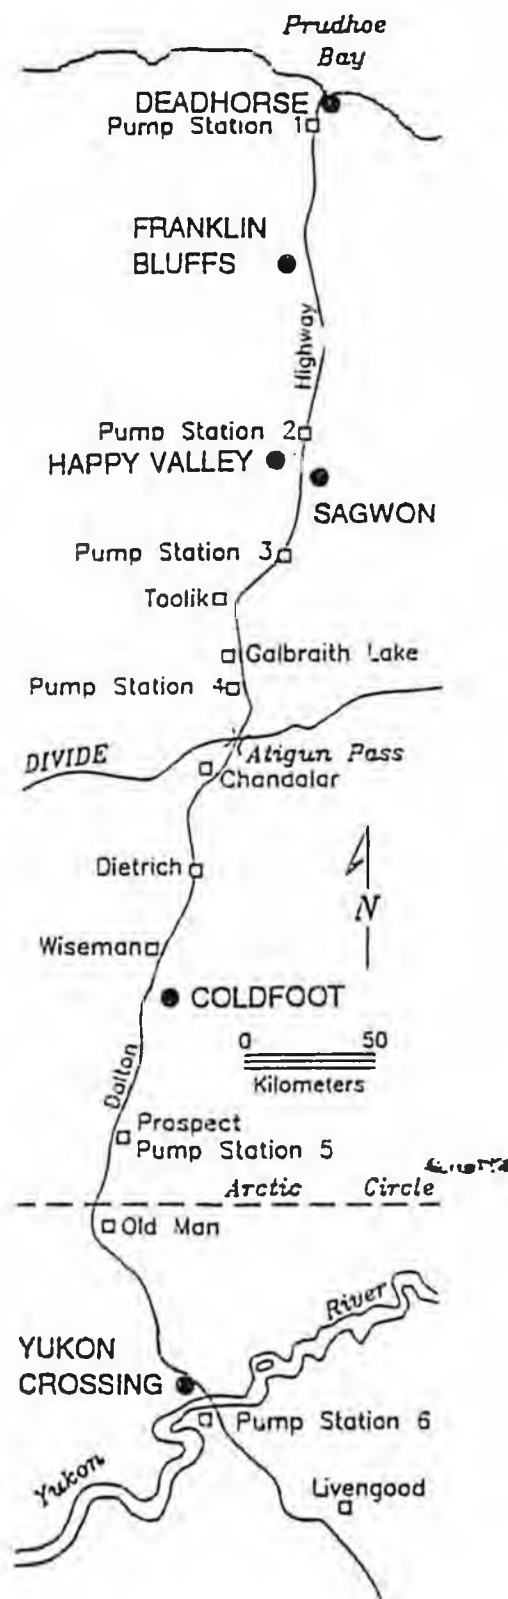 Prudhoe
Bay
DEADHORSE
Pump Station 1
FRANKLIN
BLUFFS
Highway
Pump Station 2
HAPPY VALLEY
SAGWON
Pump Station 3
Toolik
Galbraith Lake
Pump Station 4
DIVIDE
Atigun Pass
Chandalar
Dietrich
Wiseman
N
COLDFOOT
0 50
Kilometers
Dalton
Prospect
Pump Station 5
Arctic Circle
Old Man
River
YUKON
CROSSING
Pump Station 6
Yukon
Livengood